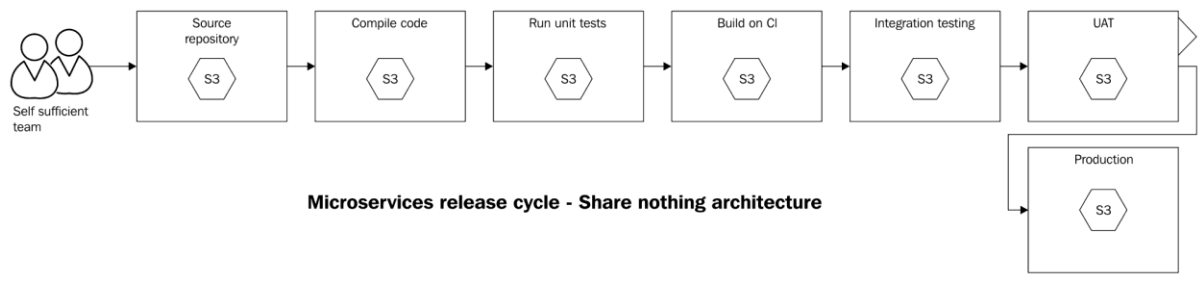 Source
repository
S3
Compile code
S3
Run unit tests
S3
Build on CI
S3
Integration testing
S3
UAT
S3
Self sufficient
team
Production
S3
Microservices release cycle - Share nothing architecture